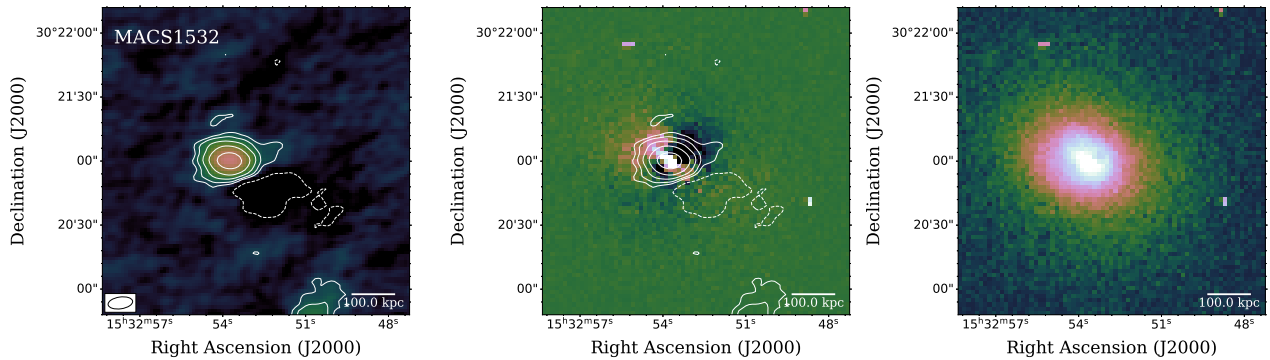 MACS1532
Declination (J2000)
30°22'00"
21'30"
00"
20'30"
00"
100.0 kpc
15ʰ32ᵐ57ˢ
54ˢ
51ˢ
48ˢ
Right Ascension (J2000)
Declination (J2000)
30°22'00"
21'30"
00"
20'30"
00"
100.0 kpc
15ʰ32ᵐ57ˢ
54ˢ
51ˢ
48ˢ
Right Ascension (J2000)
Declination (J2000)
30°22'00"
21'30"
00"
20'30"
00"
100.0 kpc
15ʰ32ᵐ57ˢ
54ˢ
51ˢ
48ˢ
Right Ascension (J2000)